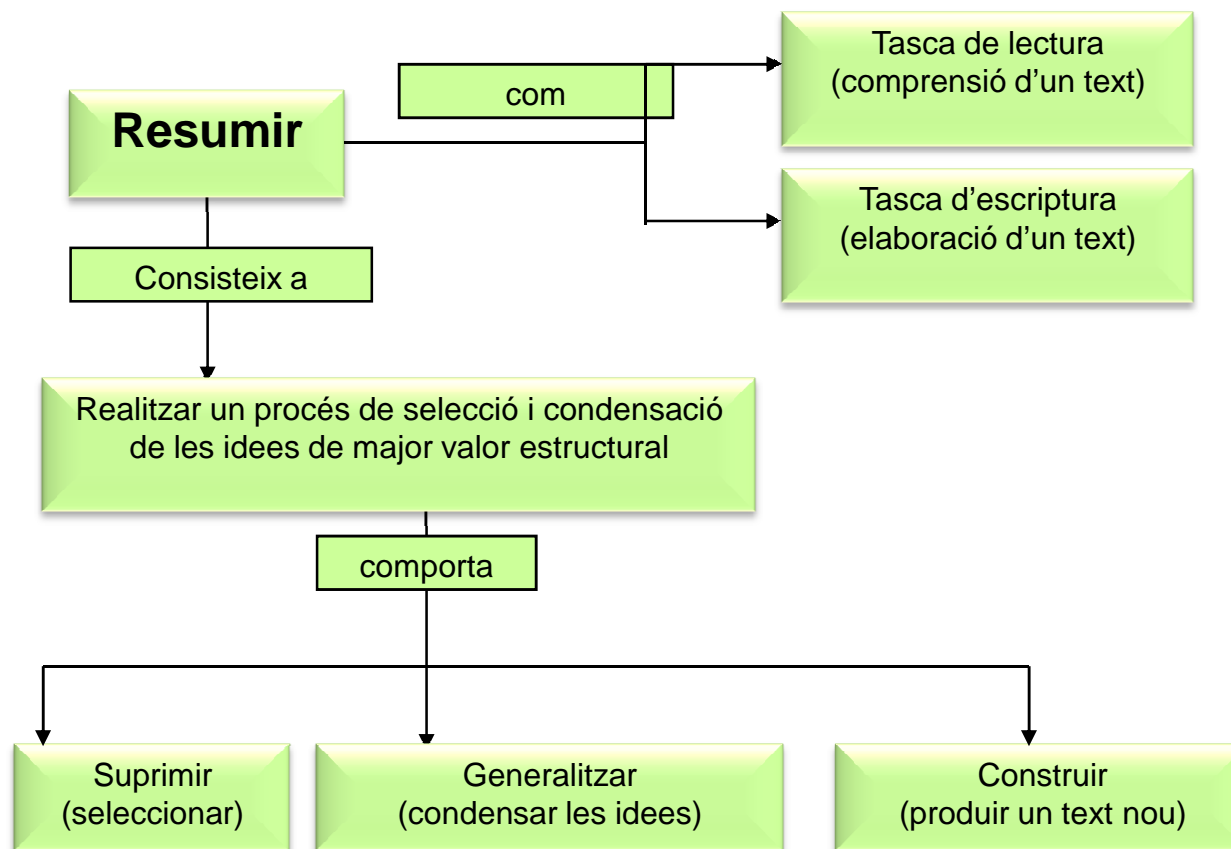 Tasca de lectura
(comprensió d’un text)
com
Resumir
Tasca d’escriptura
(elaboració d’un text)
Consisteix a
Realitzar un procés de selecció i condensació
de les idees de major valor estructural
comporta
Suprimir
(seleccionar)
Generalitzar
(condensar les idees)
Construir
(produir un text nou)